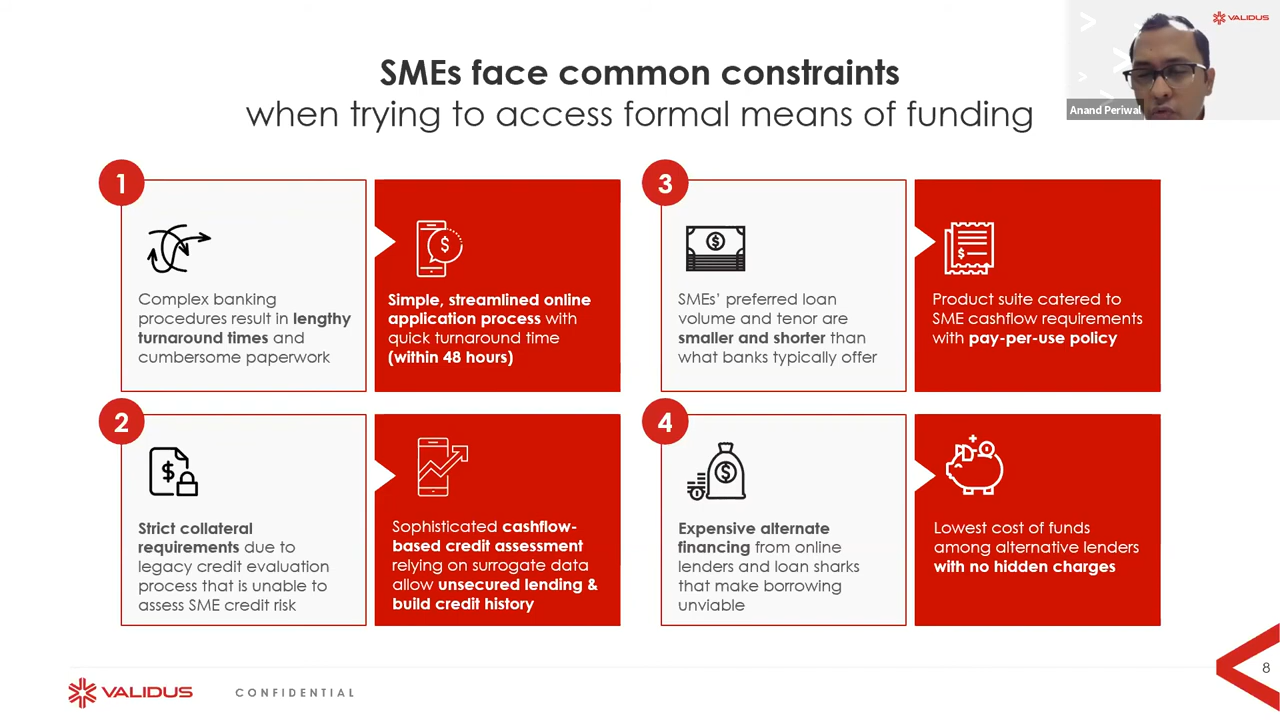 VALIDUS
Anand Periwal
SMEs face common constraints
when trying to access formal means of funding
1
Complex banking
procedures result in lengthy
turnaround times and
cumbersome paperwork
$
Simple, streamlined online
application process with
quick turnaround time
(within 48 hours)
2
$
Strict collateral
requirements due to
legacy credit evaluation
process that is unable to
assess SME credit risk
Sophisticated cashflow-
based credit assessment
relying on surrogate data
allow unsecured lending &
build credit history
3
$
SMEs' preferred loan
volume and tenor are
smaller and shorter than
what banks typically offer
$
Product suite catered to
SME cashflow requirements
with pay-per-use policy
4
$
Expensive alternate
financing from online
lenders and loan sharks
that make borrowing
unviable
Lowest cost of funds
among alternative lenders
with no hidden charges
VALIDUS
CONFIDENTIAL
8